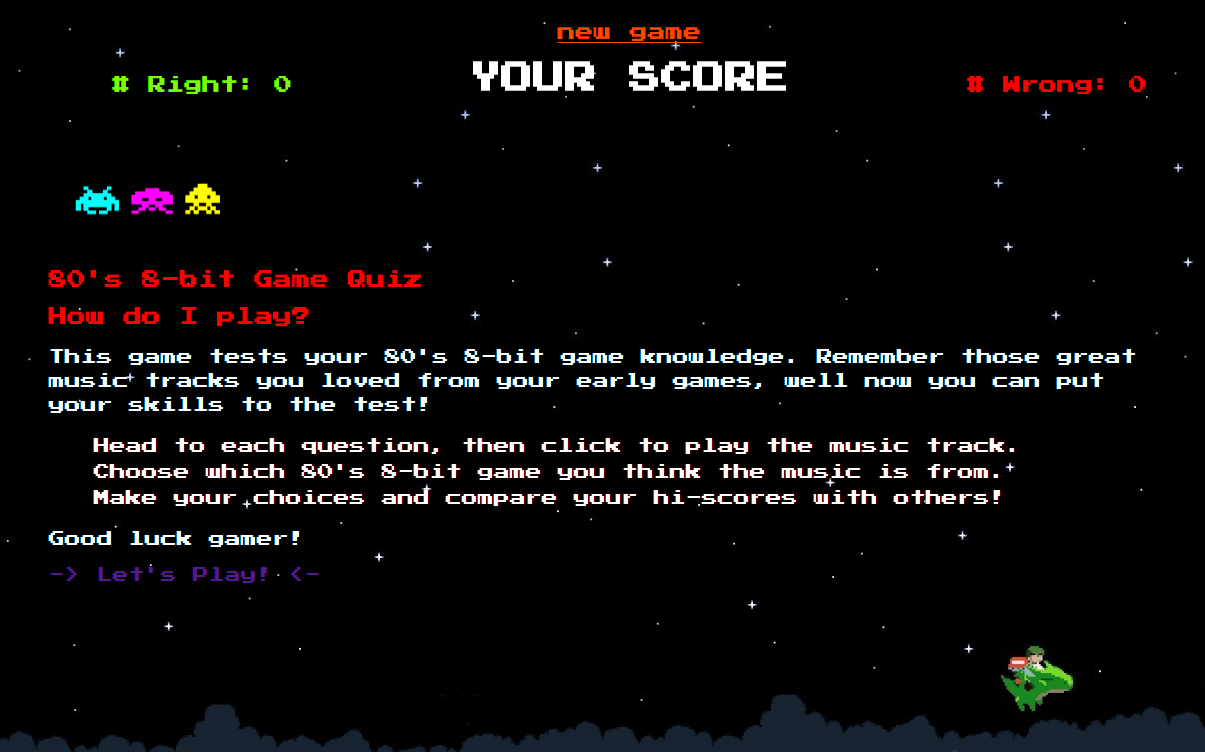 new game
# Right: 0
YOUR SCORE
# Wrong: 0
80's 8-bit Game Quiz
How do I play?
This game tests your 80's 8-bit game knowledge. Remember those great
music tracks you loved from your early games, well now you can put
your skills to the test!
Head to each question, then click to play the music track.
Choose which 80's 8-bit game you think the music is from.
Make your choices and compare your hi-scores with others!
Good luck gamer!
-> Let's Play! <-